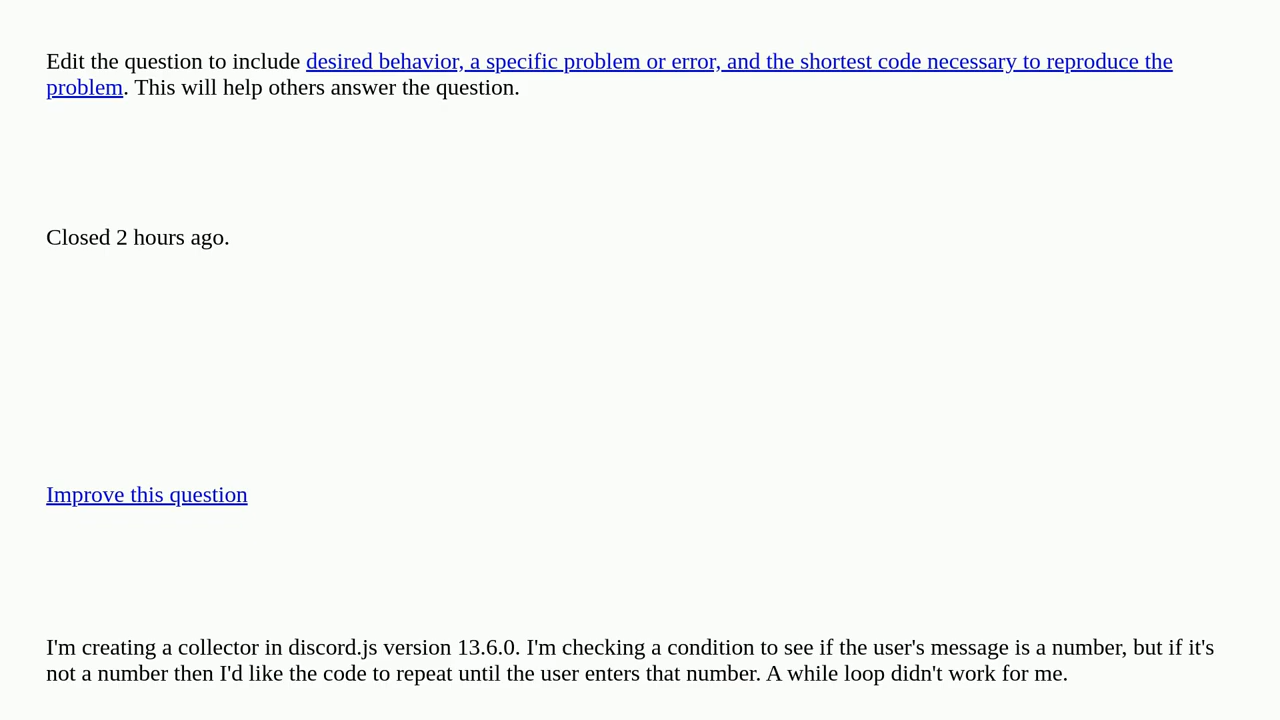 Edit the question to include desired behavior, a specific problem or error, and the shortest code necessary to reproduce the
problem. This will help others answer the question.
Closed 2 hours ago.
Improve this question
I'm creating a collector in discord.js version 13.6.0. I'm checking a condition to see if the user's message is a number, but if it's
not a number then I'd like the code to repeat until the user enters that number. A while loop didn't work for me.